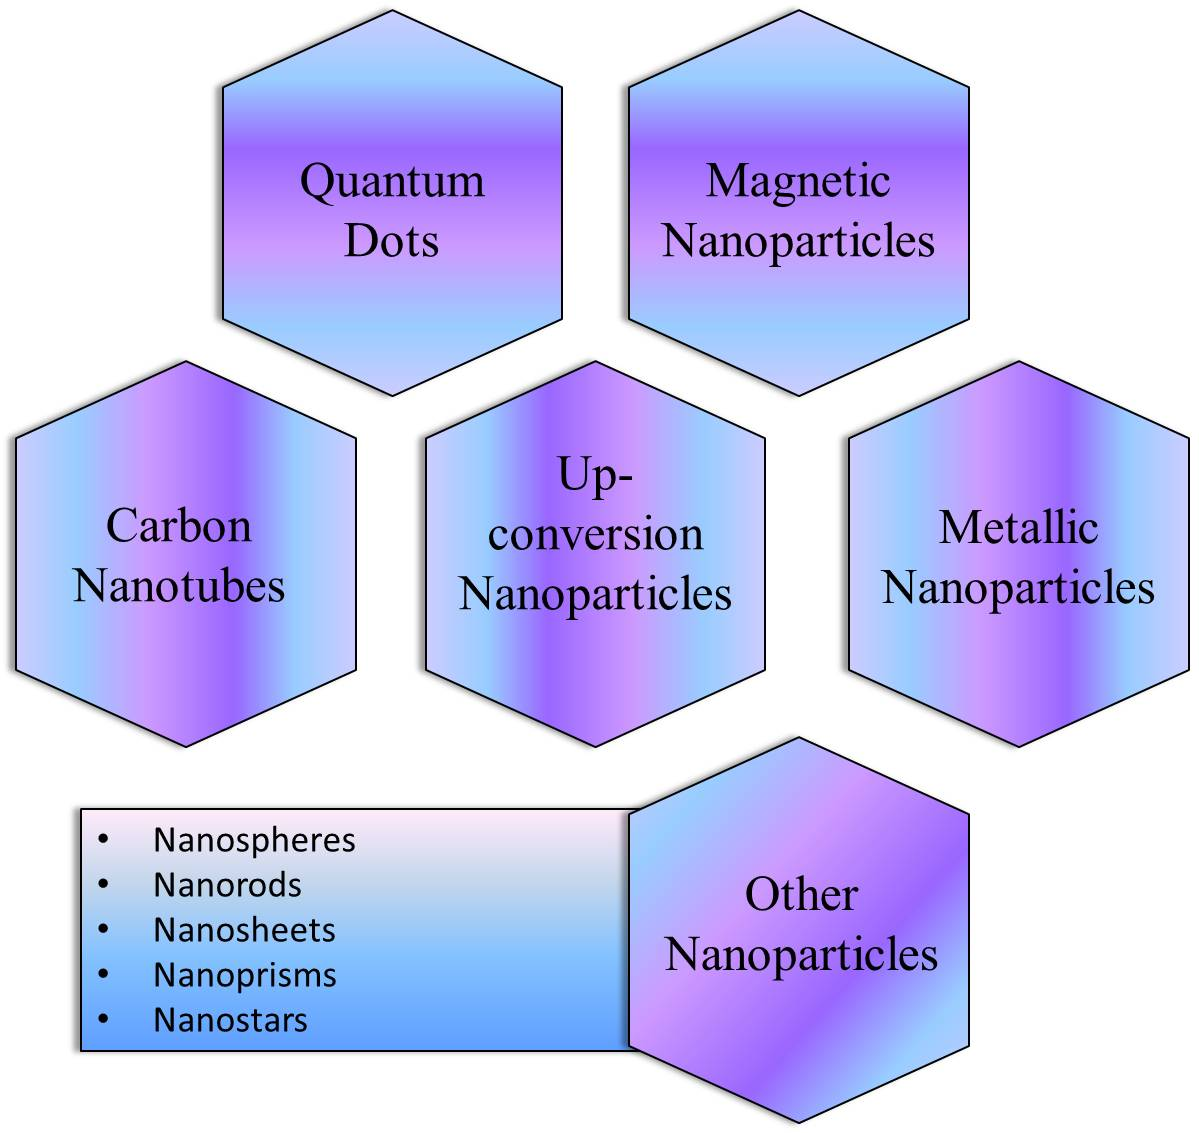 Quantum
Dots
Magnetic
Nanoparticles
Carbon
Nanotubes
Up-
conversion
Nanoparticles
Metallic
Nanoparticles
• Nanospheres
• Nanorods
• Nanosheets
• Nanoprisms
• Nanostars
Other
Nanoparticles